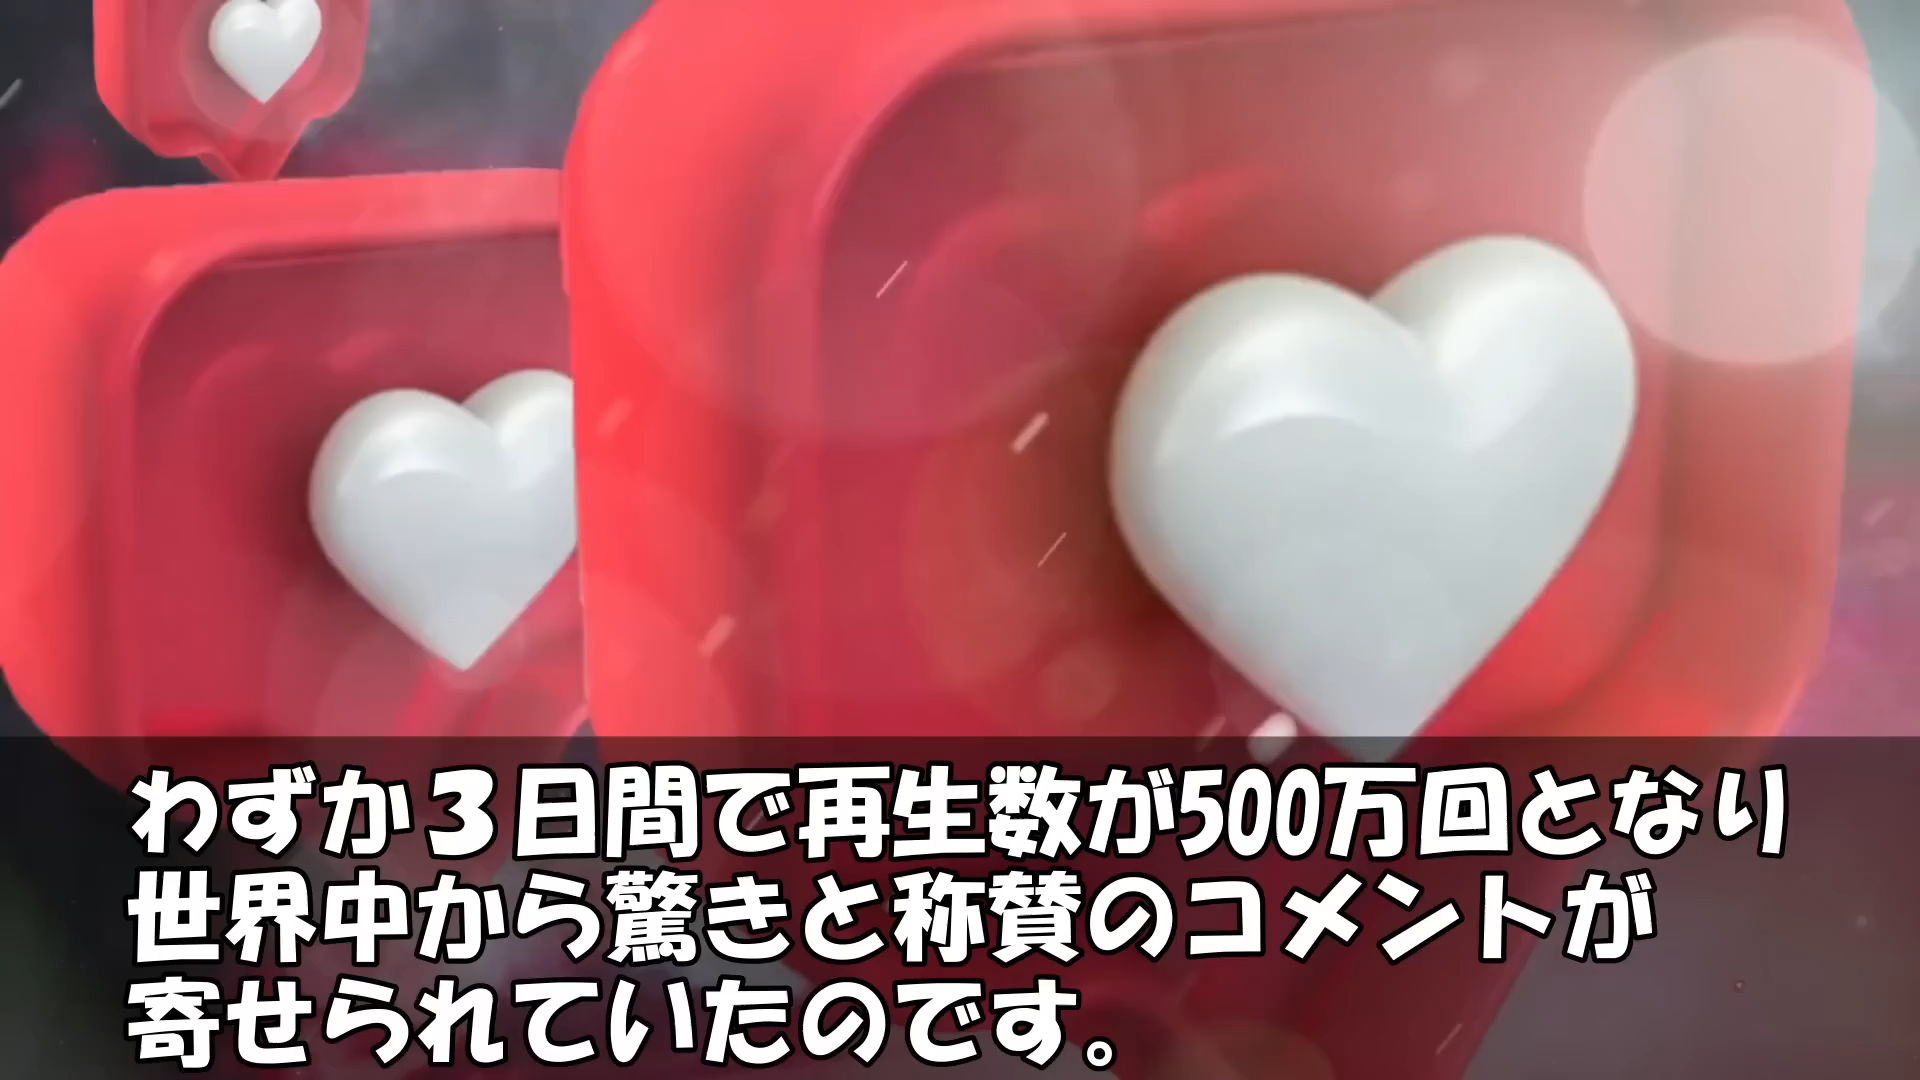 わずか３日間で再生数が500万回となり
世界中から驚きと称賛のコメントが
寄せられていたのです。